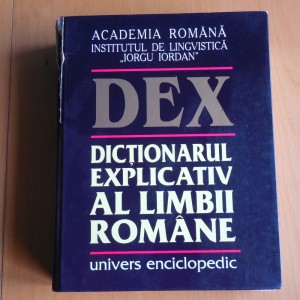 ACADEMIA ROMÂNĂ
INSTITUTUL DE LINGVISTICĂ
„IORGU IORDAN”
DEX
DICȚIONARUL
EXPLICATIV
AL LIMBII
ROMÂNE
univers enciclopedic